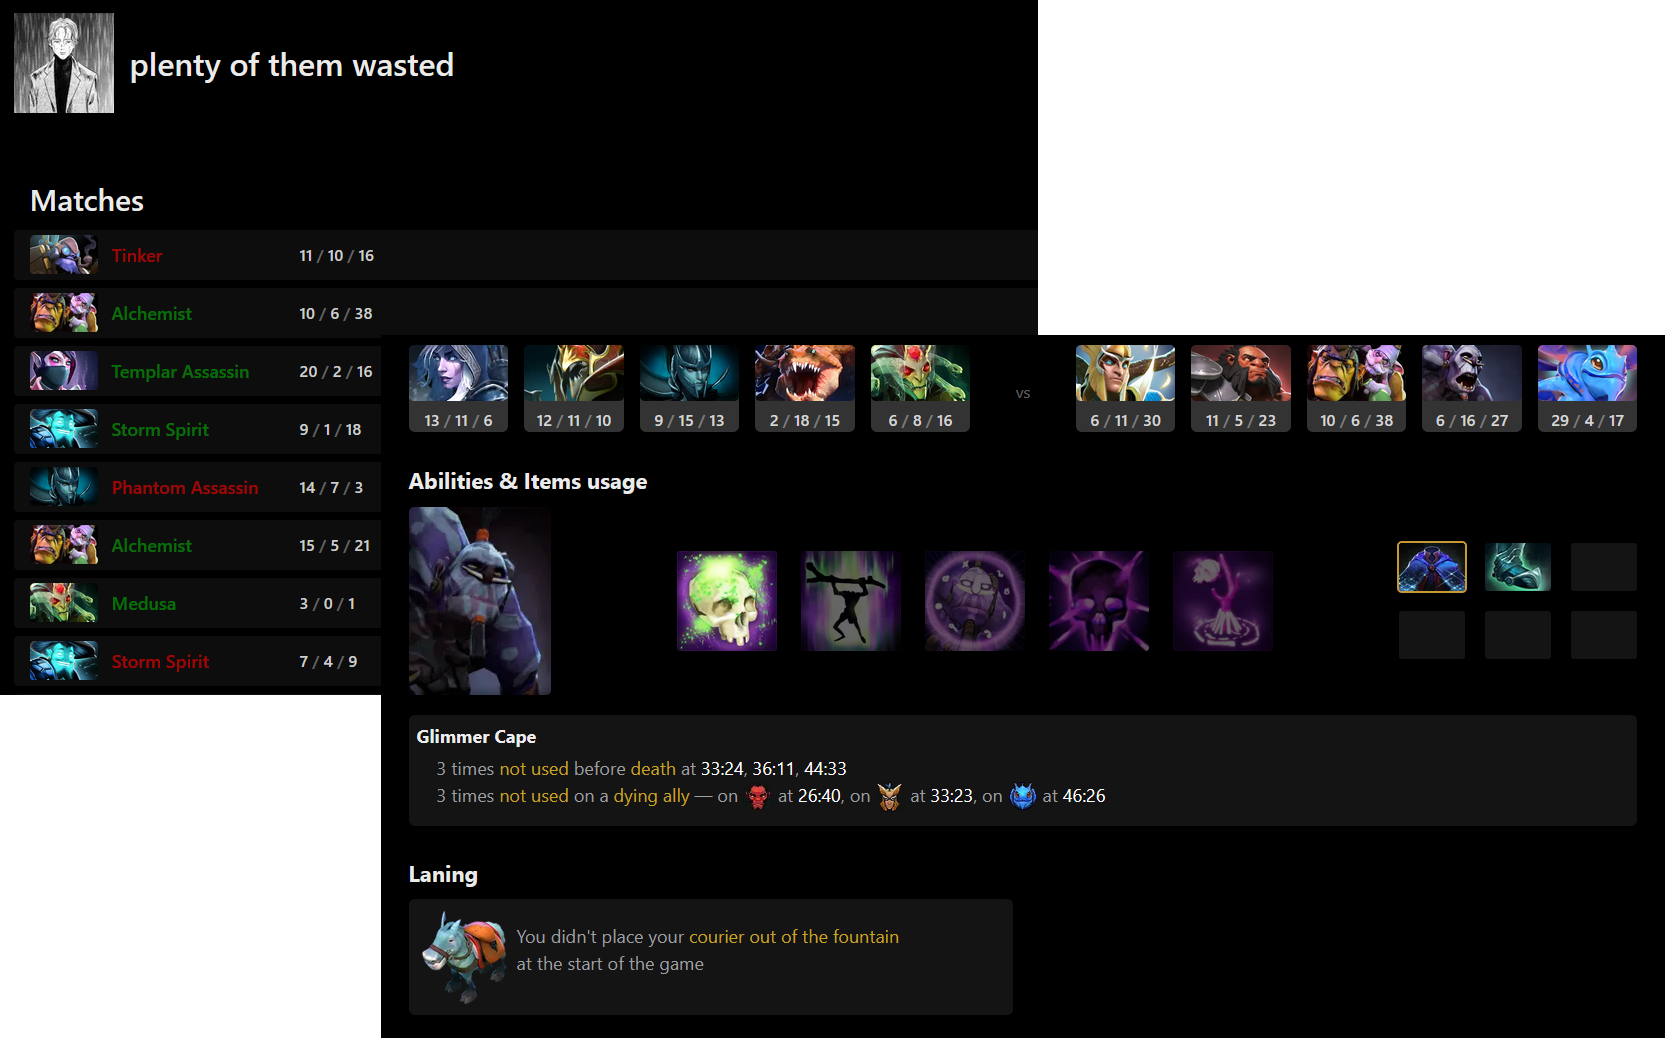 plenty of them wasted
Matches
Tinker 11 / 10 / 16
Alchemist 10 / 6 / 38
Templar Assassin 20 / 2 / 16
Storm Spirit 9 / 1 / 18
Phantom Assassin 14 / 7 / 3
Alchemist 15 / 5 / 21
Medusa 3 / 0 / 1
Storm Spirit 7 / 4 / 9
13 / 11 / 6 12 / 11 / 10 9 / 15 / 13 2 / 18 / 15 6 / 8 / 16 vs 6 / 11 / 30 11 / 5 / 23 10 / 6 / 38 6 / 16 / 27 29 / 4 / 17
Abilities & Items usage
Glimmer Cape
3 times not used before death at 33:24, 36:11, 44:33
3 times not used on a dying ally — on at 26:40, on at 33:23, on at 46:26
Laning
You didn't place your courier out of the fountain
at the start of the game